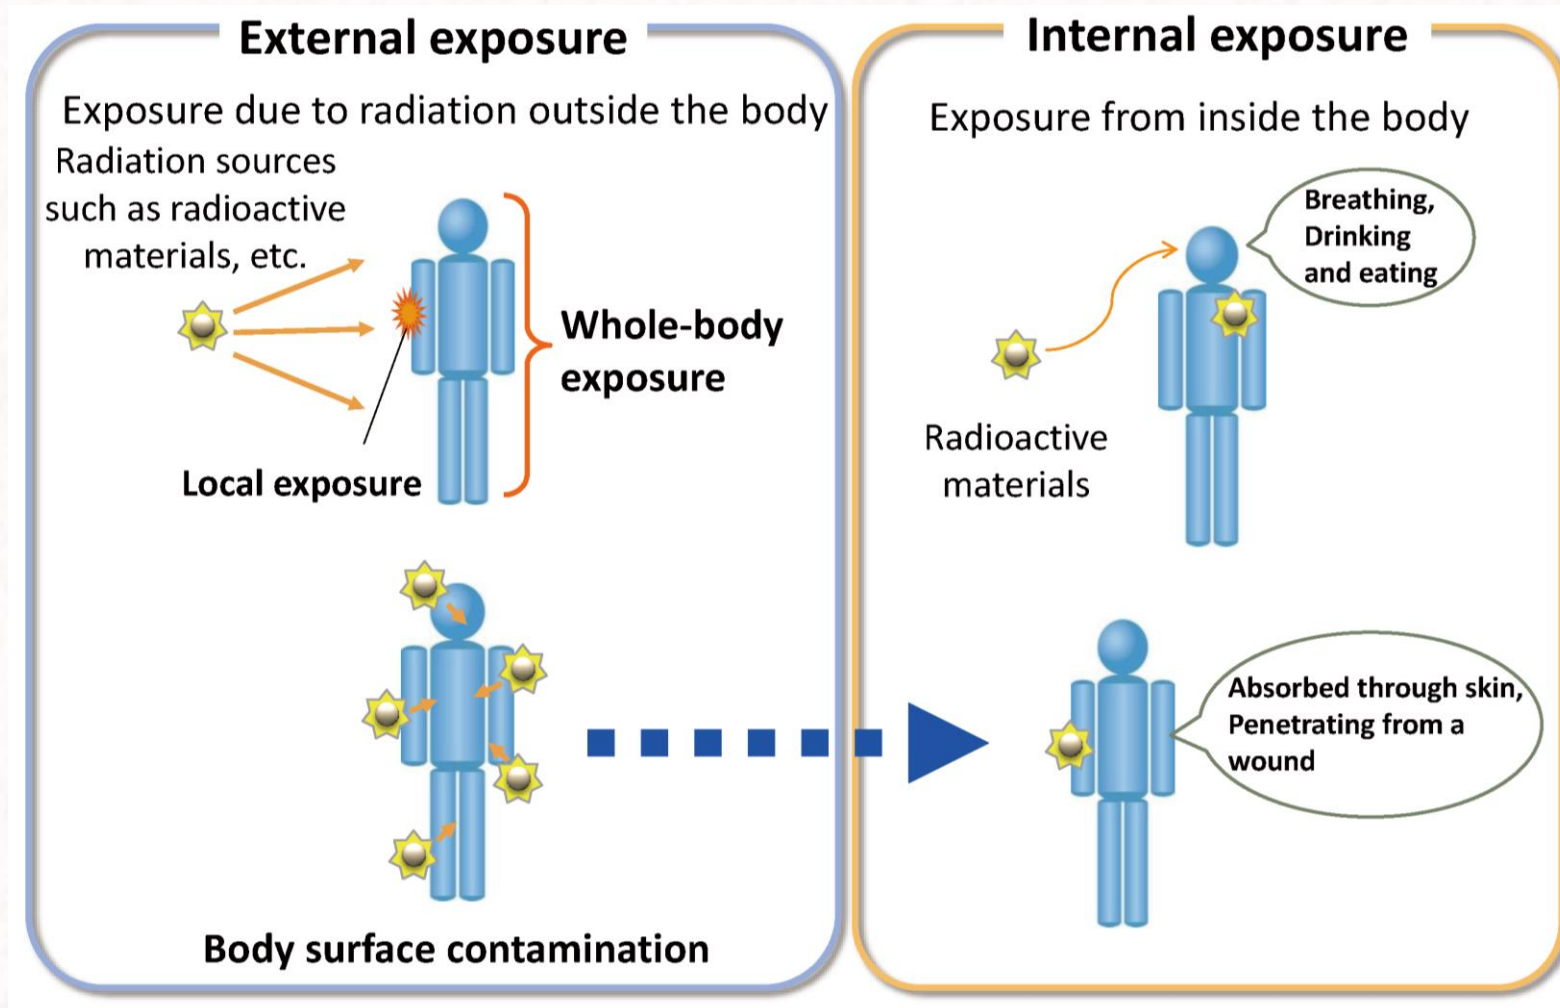 External exposure
Exposure due to radiation outside the body
Radiation sources
such as radioactive
materials, etc.
Whole-body
exposure
Local exposure
Body surface contamination
Internal exposure
Exposure from inside the body
Breathing,
Drinking
and eating
Radioactive
materials
Absorbed through skin,
Penetrating from a
wound